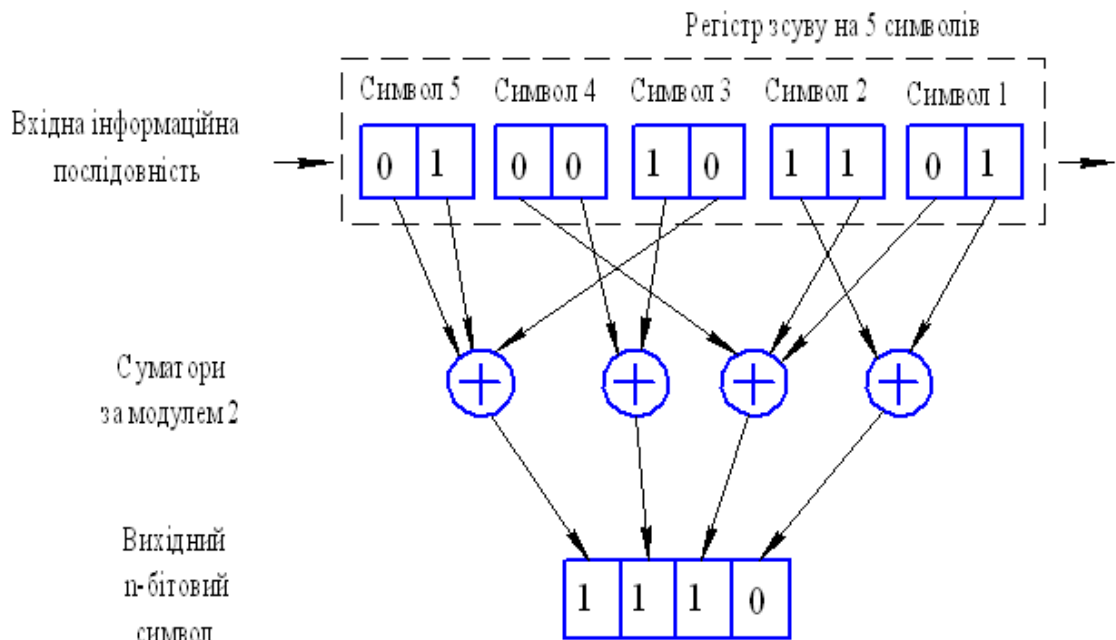 Регістр зсуву на 5 символів
Символ 5 Символ 4 Символ 3 Символ 2 Символ 1
Вхідна інформаційна
послідовність
0 1 0 0 1 0 1 1 0 1
Суматори
за модулем 2
Вихідний
n-бітовий
символ
1 1 1 0